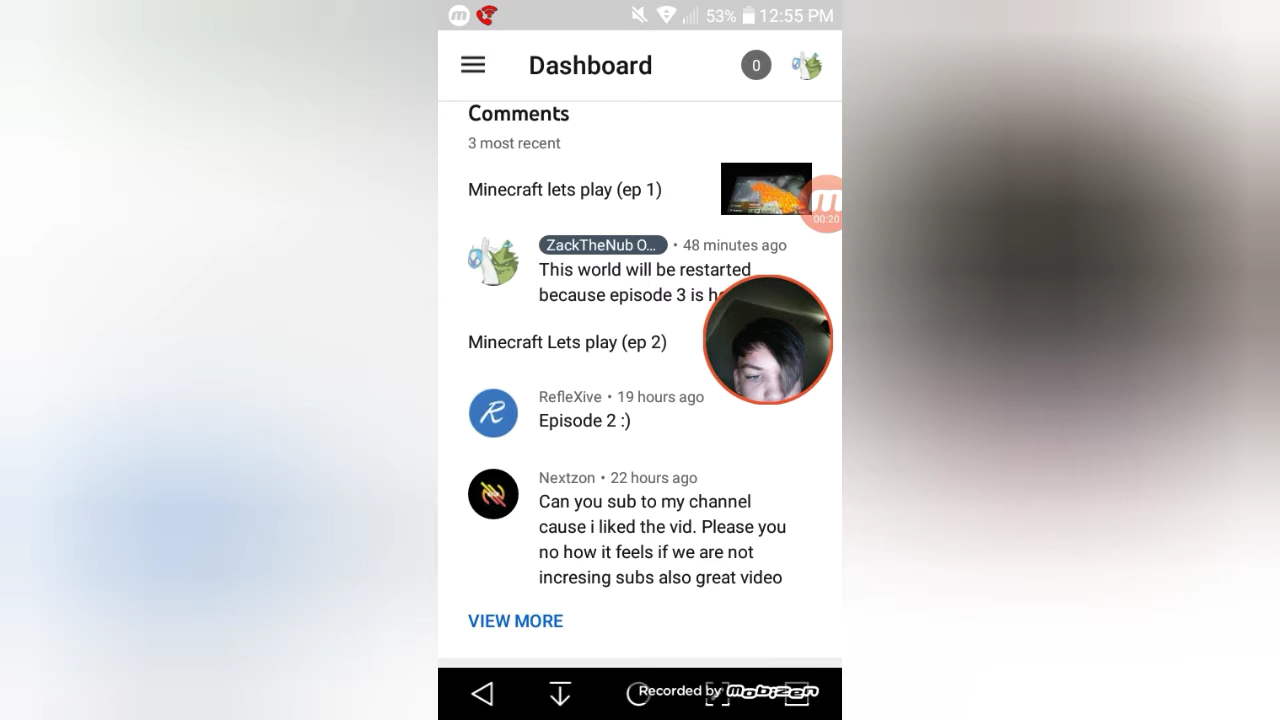 53% 12:55 PM
Dashboard
0
Comments
3 most recent
Minecraft lets play (ep 1)
00:20
ZackTheNub O... • 48 minutes ago
This world will be restarted
because episode 3 is
Minecraft Lets play (ep 2)
RefleXive • 19 hours ago
Episode 2 :)
Nextzon • 22 hours ago
Can you sub to my channel
cause i liked the vid. Please you
no how it feels if we are not
incresing subs also great video
VIEW MORE
Recorded by mobizen